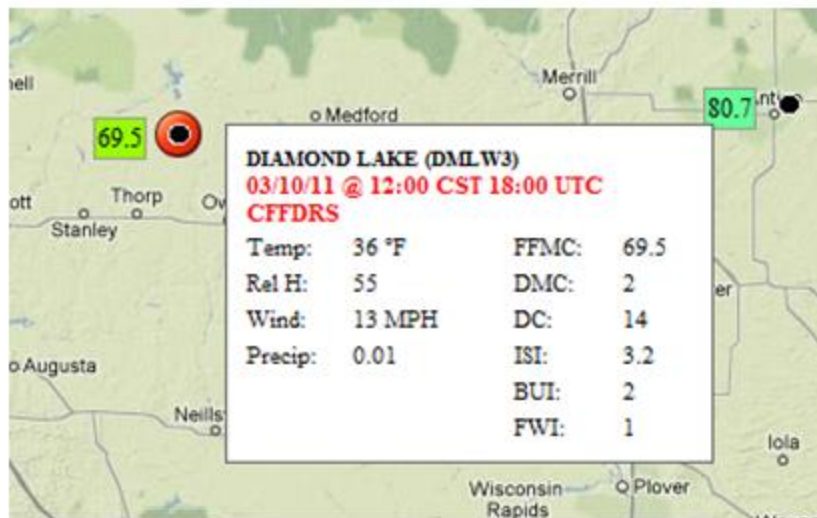 Merrill
Medford
80.7
69.5
DIAMOND LAKE (DMLW3)
03/10/11 @ 12:00 CST 18:00 UTC
CFFDRS
Thorp
Stanley
Temp: 36 °F FFMC: 69.5
Rel H: 55 DMC: 2
Wind: 13 MPH DC: 14
Precip: 0.01 ISI: 3.2
BUI: 2
FWI: 1
Augusta
Neills
Iola
Wisconsin
Rapids
Plover